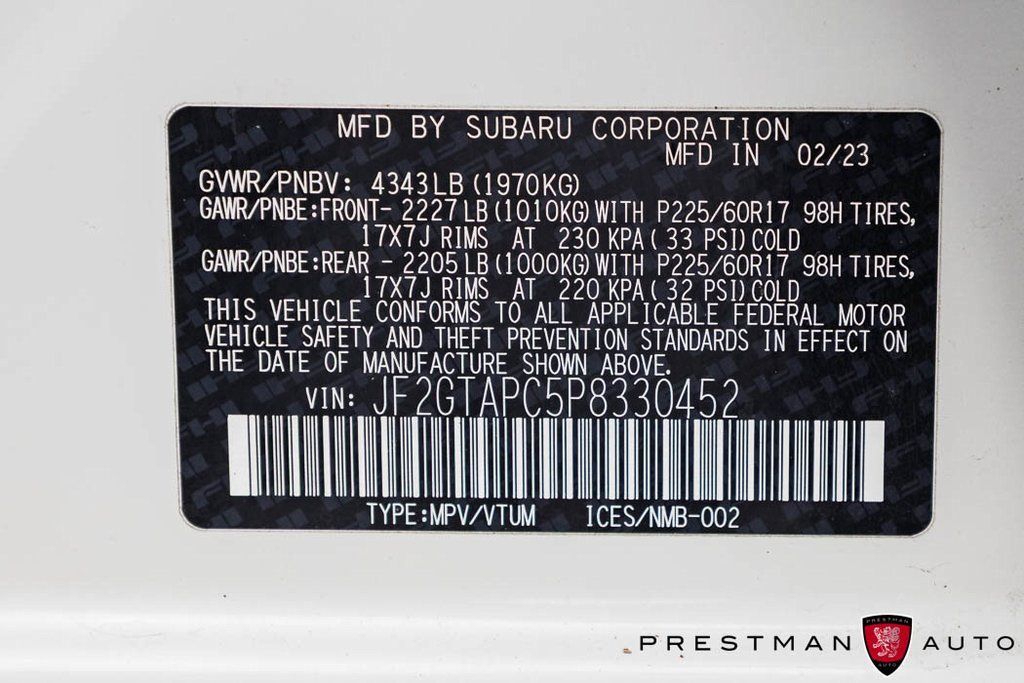 MFD BY SUBARU CORPORATION
MFD IN 02/23
GVWR/PNBV: 4343LB(1970KG)
GAWR/PNBE:FRONT- 2227LB(1010KG)WITH P225/60R17 98H TIRES,
17X7J RIMS AT 230 KPA(33 PSI)COLD
GAWR/PNBE:REAR - 2205LB(1000KG)WITH P225/60R17 98H TIRES,
17X7J RIMS AT 220 KPA(32 PSI)COLD
THIS VEHICLE CONFORMS TO ALL APPLICABLE FEDERAL MOTOR
VEHICLE SAFETY AND THEFT PREVENTION STANDARDS IN EFFECT ON
THE DATE OF MANUFACTURE SHOWN ABOVE.
VIN: JF2GTAPC5P8330452
TYPE:MPV/VTUM ICES/NMB-002
PRESTMAN PRESTMAN AUTO AUTO